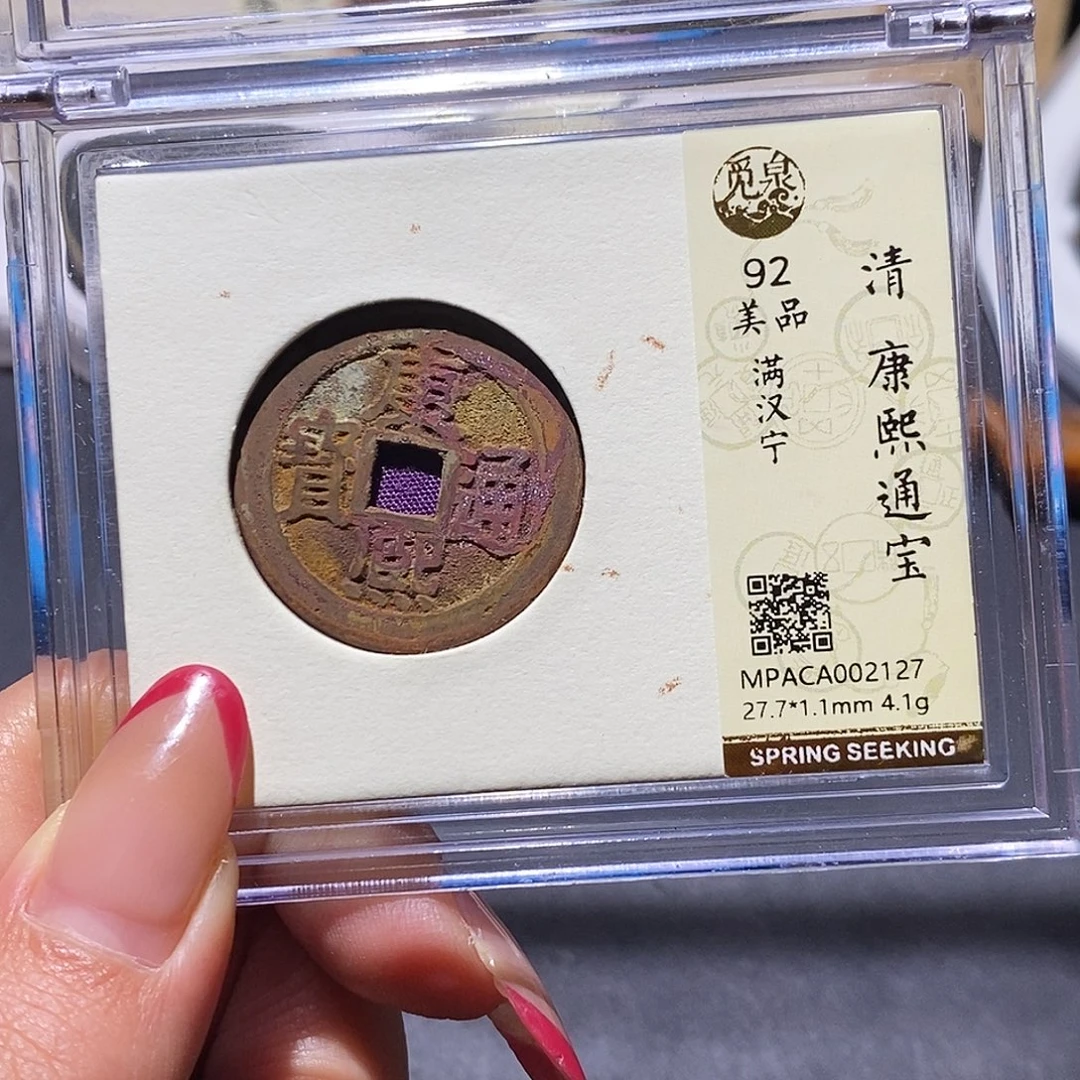 觅泉
92
美品
满汉宁
清 康熙通宝
MPACA002127
27.7*1.1mm 4.1g
SPRING SEEKING
康熙通寶